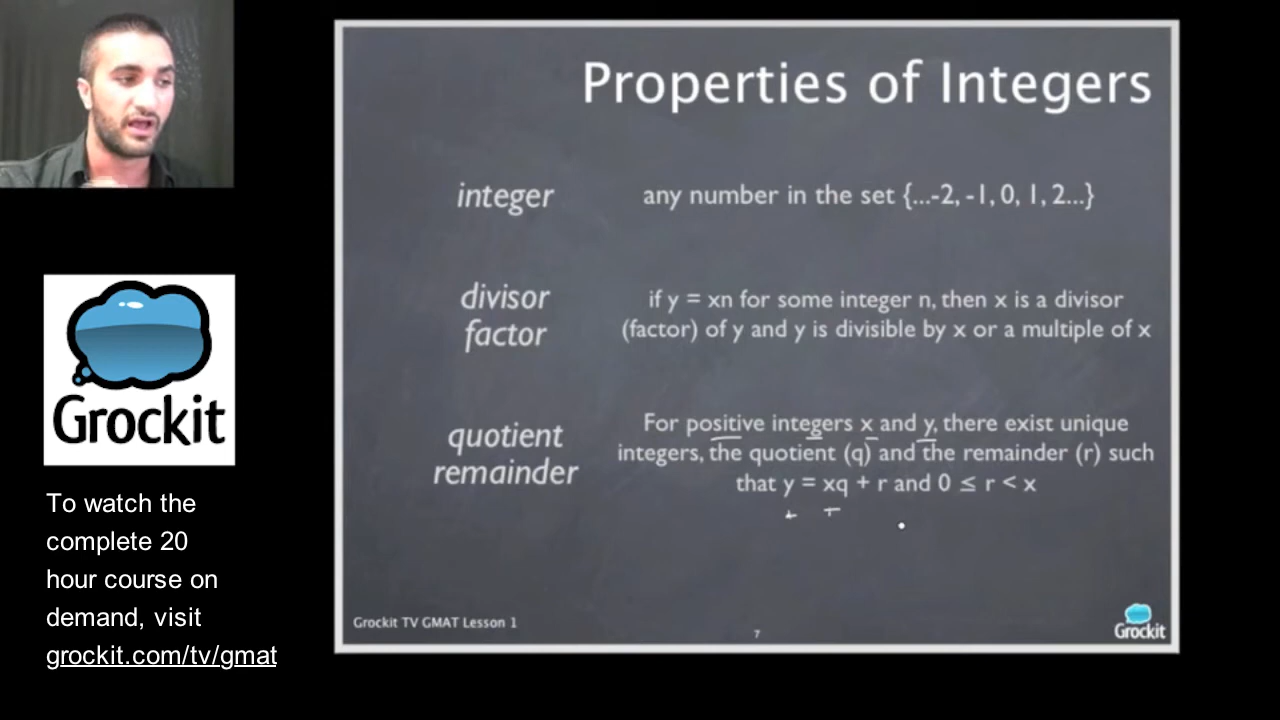 Properties of Integers
integer
any number in the set {...-2, -1, 0, 1, 2...}
divisor
factor
if y = xn for some integer n, then x is a divisor
(factor) of y and y is divisible by x or a multiple of x
quotient
remainder
For positive integers x and y, there exist unique
integers, the quotient (q) and the remainder (r) such
that y = xq + r and 0 ≤ r < x
Grockit TV GMAT Lesson 1
7
Grockit
Grockit
To watch the
complete 20
hour course on
demand, visit
grockit.com/tv/gmat